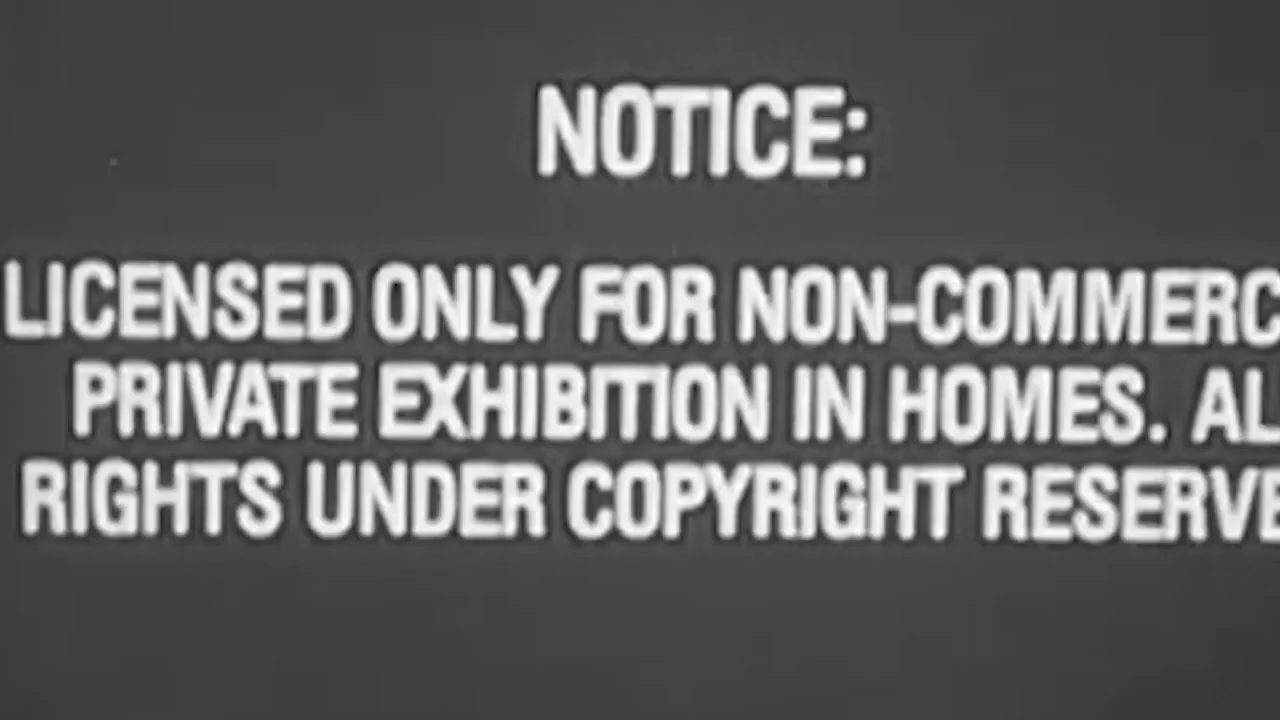 NOTICE:
LICENSED ONLY FOR NON-COMMERC
PRIVATE EXHIBITION IN HOMES. AL
RIGHTS UNDER COPYRIGHT RESERVE